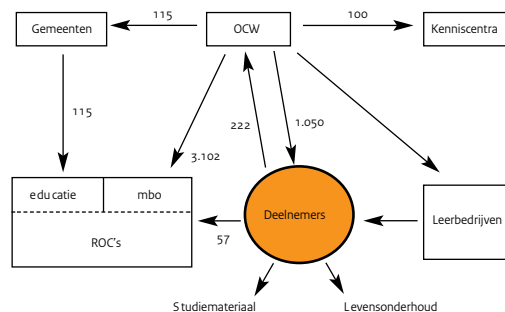 115
100
Gemeenten
OCW
Kenniscentra
115
222
1.050
3.102
educatie
mbo
Deelnemers
Leerbedrijven
ROC's
57
Studiemateriaal
Levensonderhoud